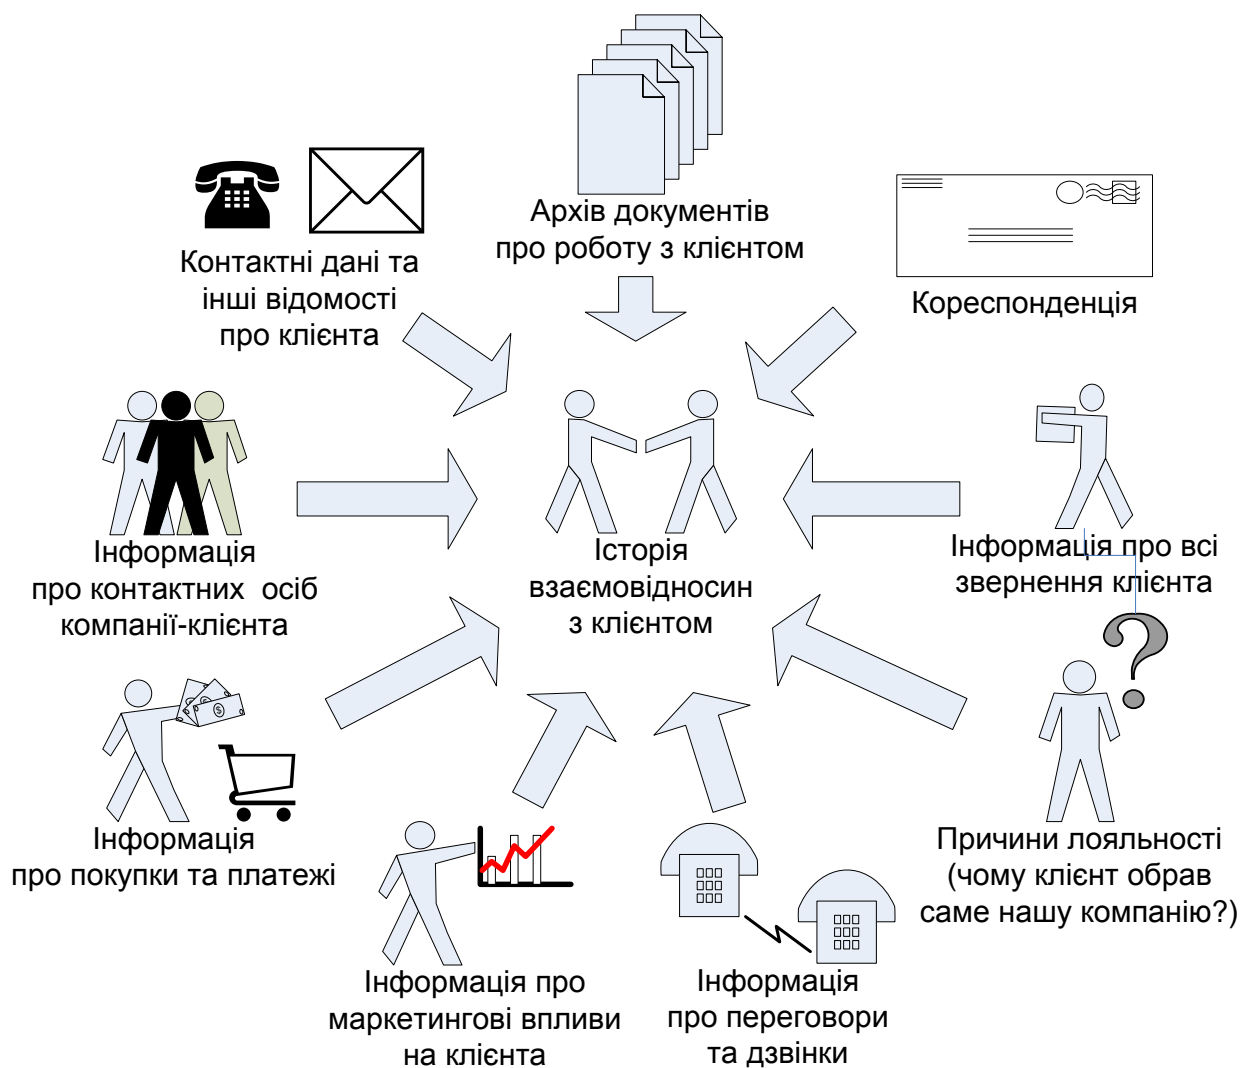 Архів документів
про роботу з клієнтом
Контактні дані та
інші відомості
про клієнта
Кореспонденція
Інформація
про контактних осіб
компанії-клієнта
Історія
взаємовідносин
з клієнтом
Інформація про всі
звернення клієнта
Інформація
про покупки та платежі
Причини лояльності
(чому клієнт обрав
саме нашу компанію?)
Інформація про
маркетингові впливи
на клієнта
Інформація
про переговори
та дзвінки